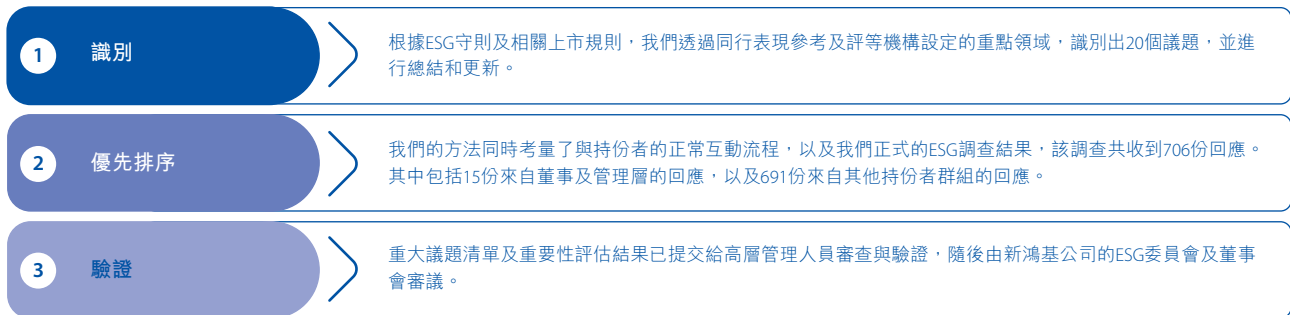 1 識別
根據ESG守則及相關上市規則，我們透過同行表現參考及評等機構設定的重點領域，識別出20個議題，並進
行總結和更新。
2 優先排序
我們的方法同時考量了與持份者的正常互動流程，以及我們正式的ESG調查結果，該調查共收到706份回應。
其中包括15份來自董事及管理層的回應，以及691份來自其他持份者群組的回應。
3 驗證
重大議題清單及重要性評估結果已提交給高層管理人員審查與驗證，隨後由新鴻基公司的ESG委員會及董事
會審議。